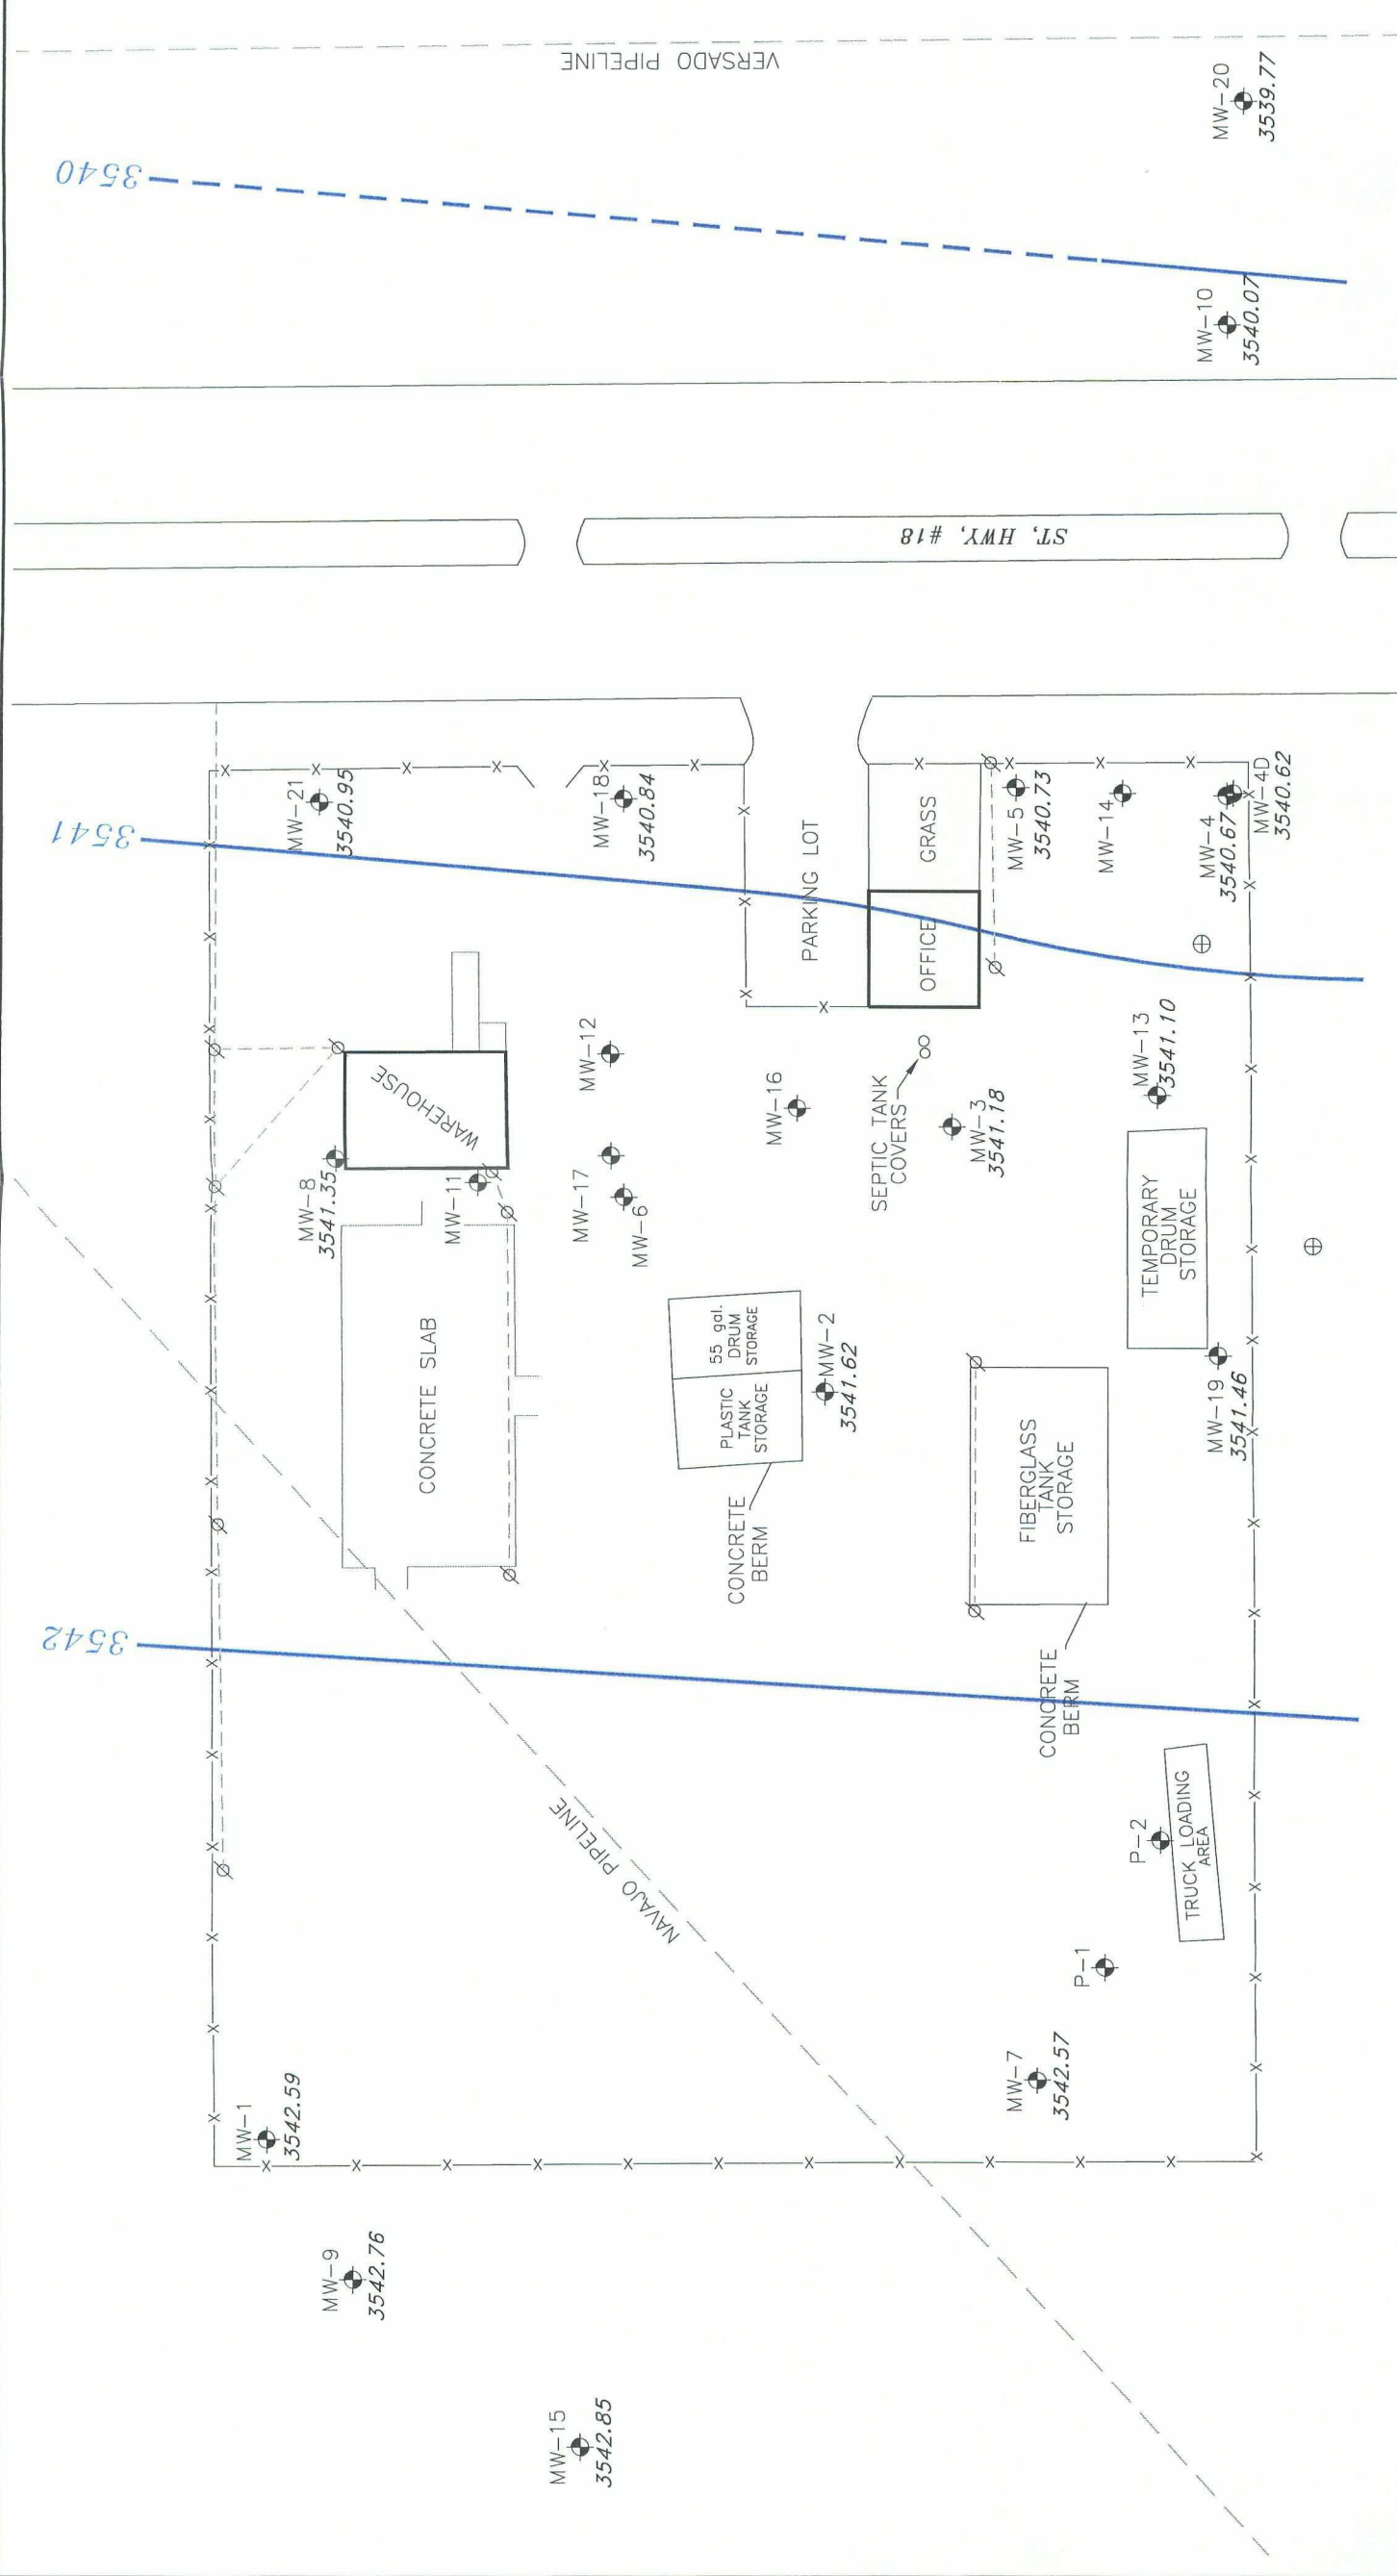 VERSADO PIPELINE
MW-20
3539.77
3540
MW-10
3540.07
ST, HWY, #18
MW-21
3540.95
MW-18
3540.84
3541
PARKING LOT
GRASS
OFFICE
MW-5
3540.73
MW-14
MW-4
3540.67
MW-4D
3540.62
MW-12
MW-16
SEPTIC TANK
COVERS
MW-3
3541.18
MW-13
3541.10
WAREHOUSE
MW-8
3541.35
MW-11
MW-17
MW-6
TEMPORARY
DRUM
STORAGE
CONCRETE SLAB
55 gal.
DRUM
STORAGE
PLASTIC
TANK
STORAGE
MW-2
3541.62
MW-19
3541.46
CONCRETE
BERM
FIBERGLASS
TANK
STORAGE
3542
CONCRETE
BERM
NAVAJO PIPELINE
P-2
TRUCK LOADING
AREA
P-1
MW-7
3542.57
MW-1
3542.59
MW-9
3542.76
MW-15
3542.85